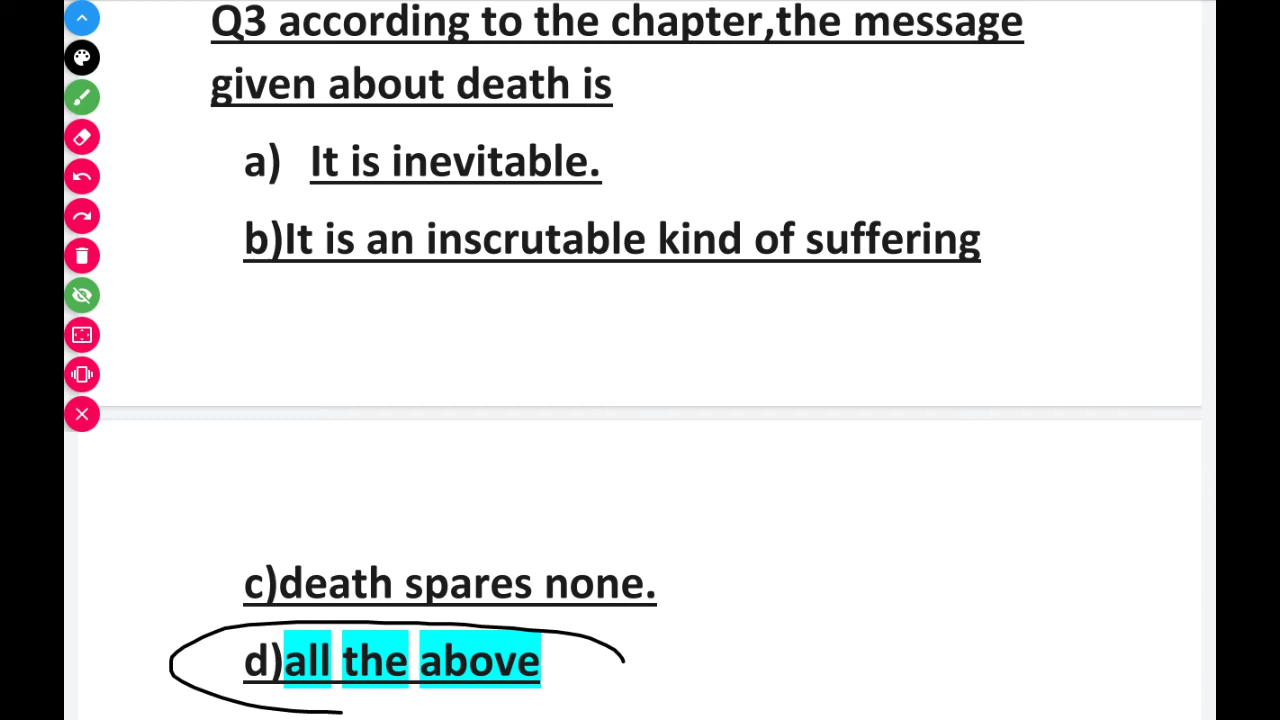 Q3 according to the chapter,the message
given about death is
a) It is inevitable.
b)It is an inscrutable kind of suffering
c)death spares none.
d)all the above